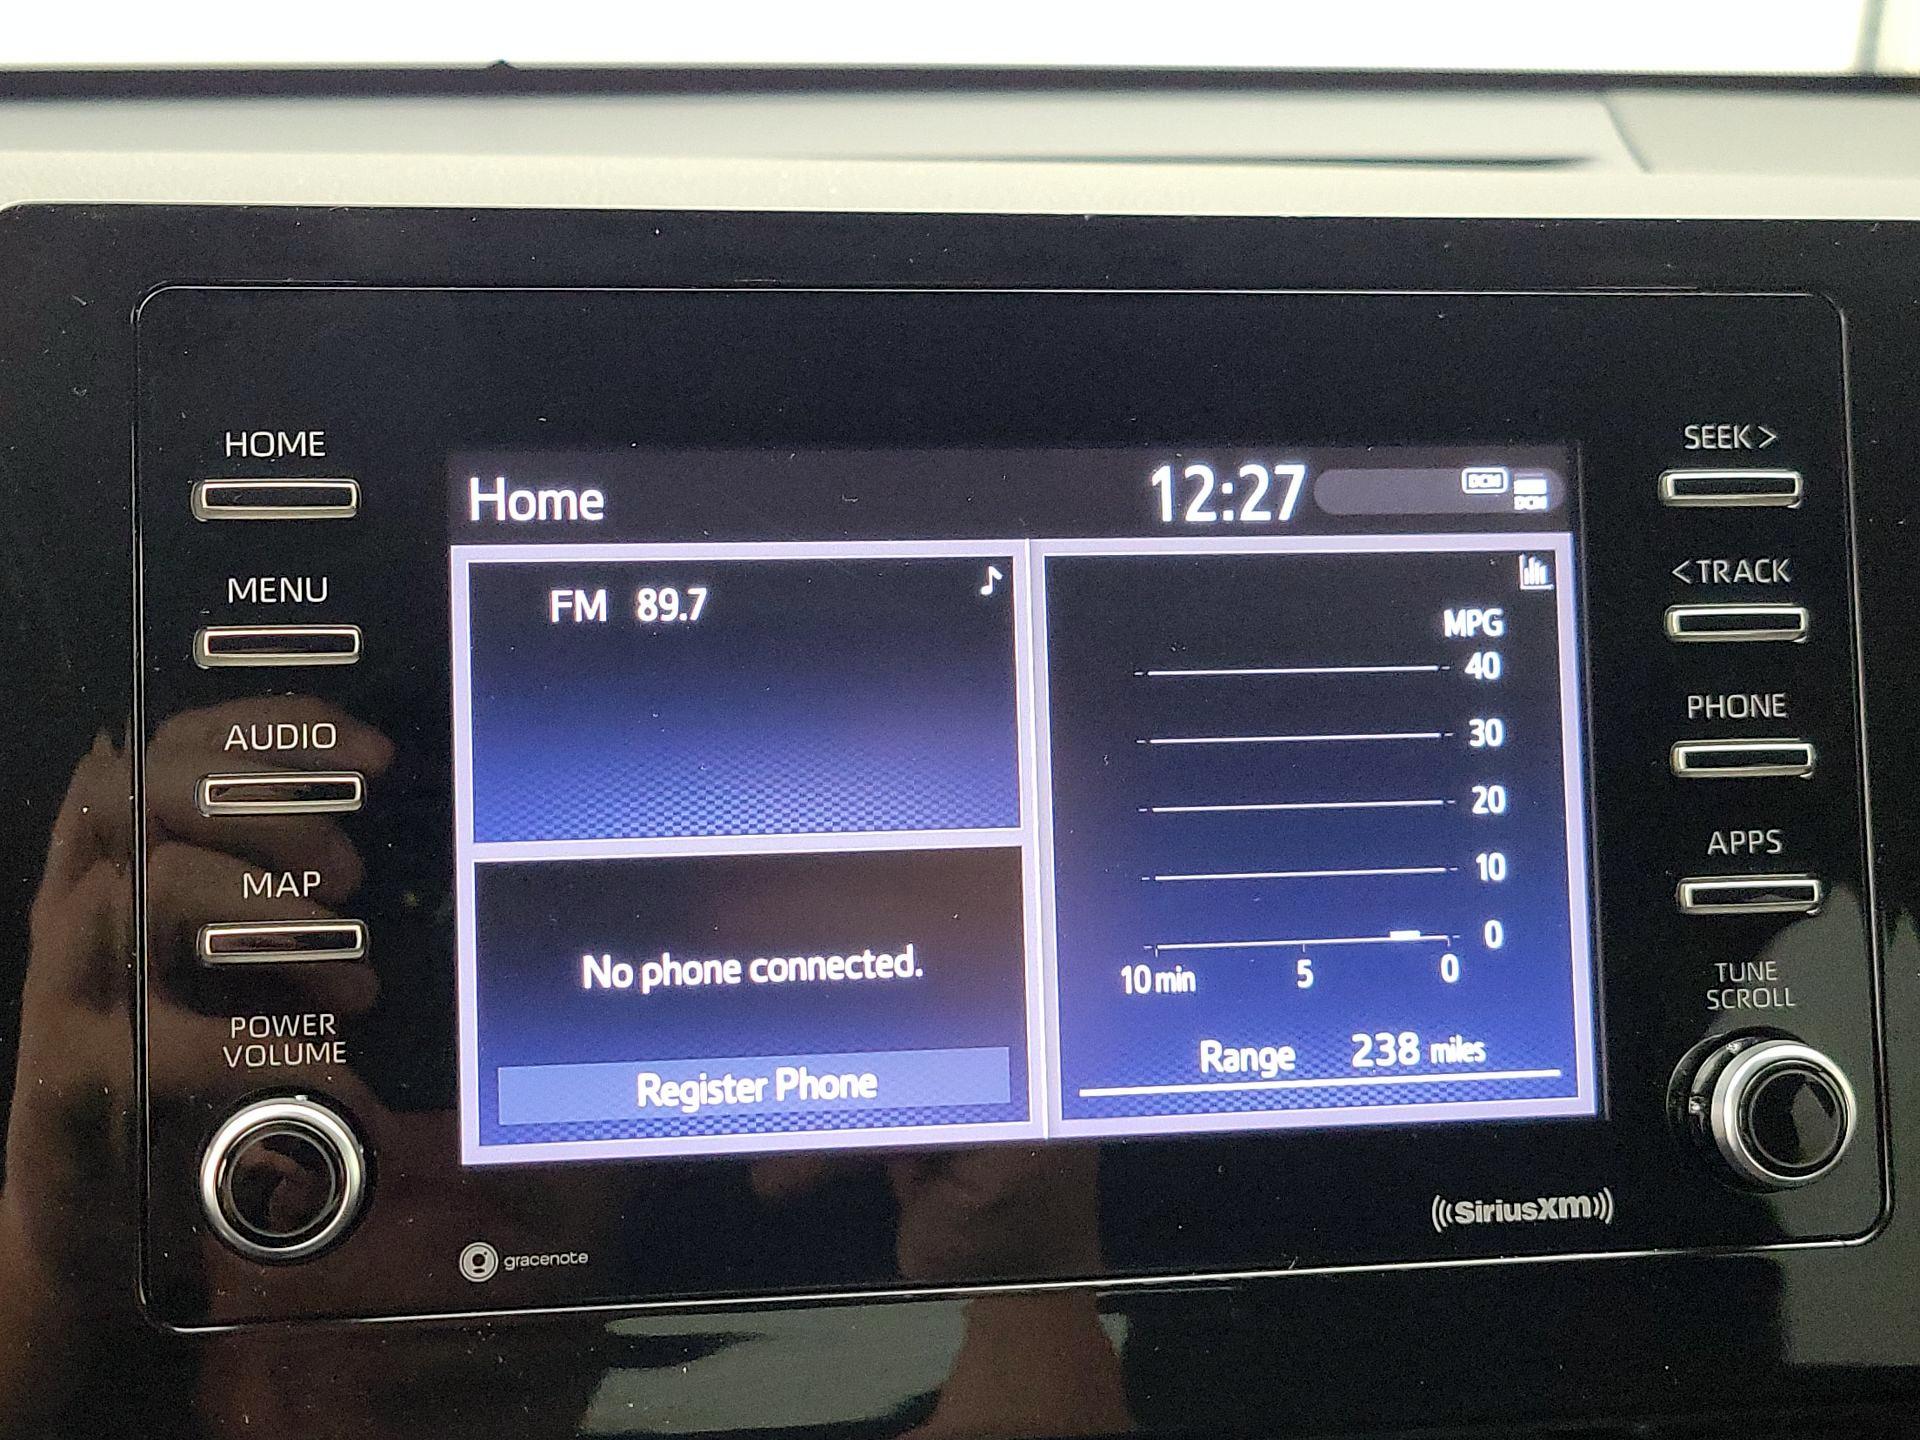 HOME
MENU
AUDIO
MAP
POWER
VOLUME
Home
12:27
DCM
DCM
FM 89.7
No phone connected.
Register Phone
MPG
40
30
20
10
0
10 min 5 0
Range 238 miles
SEEK >
< TRACK
PHONE
APPS
TUNE
SCROLL
gracenote
((SiriusXM))